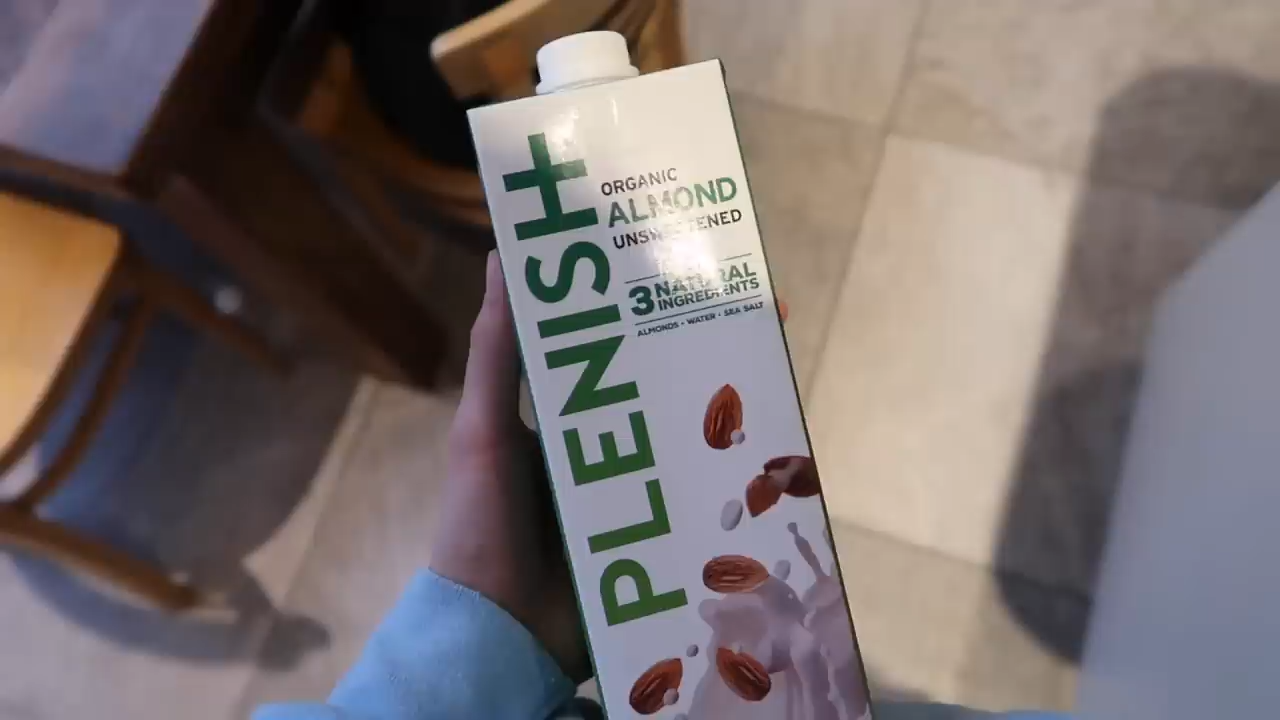 PLENISH
ORGANIC
ALMOND
UNSWEETENED
3 NATURAL
INGREDIENTS
ALMONDS • WATER • SEA SALT